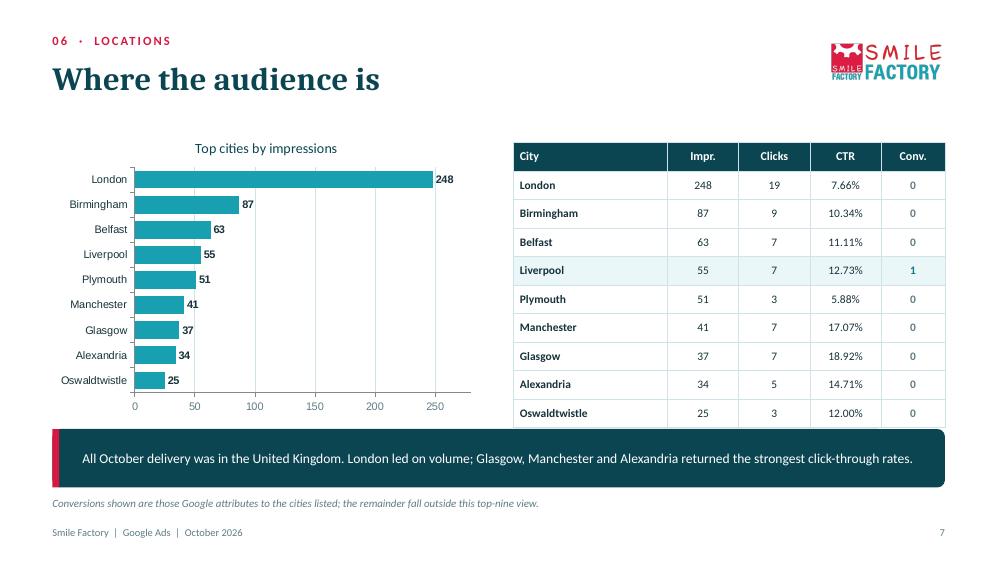 06 · LOCATIONS
Where the audience is
SMILE
FACTORY
SMILE
FACTORY
Top cities by impressions
London 248
Birmingham 87
Belfast 63
Liverpool 55
Plymouth 51
Manchester 41
Glasgow 37
Alexandria 34
Oswaldtwistle 25
0 50 100 150 200 250
City Impr. Clicks CTR Conv.
London 248 19 7.66% 0
Birmingham 87 9 10.34% 0
Belfast 63 7 11.11% 0
Liverpool 55 7 12.73% 1
Plymouth 51 3 5.88% 0
Manchester 41 7 17.07% 0
Glasgow 37 7 18.92% 0
Alexandria 34 5 14.71% 0
Oswaldtwistle 25 3 12.00% 0
All October delivery was in the United Kingdom. London led on volume; Glasgow, Manchester and Alexandria returned the strongest click-through rates.
Conversions shown are those Google attributes to the cities listed; the remainder fall outside this top-nine view.
Smile Factory | Google Ads | October 2026
7